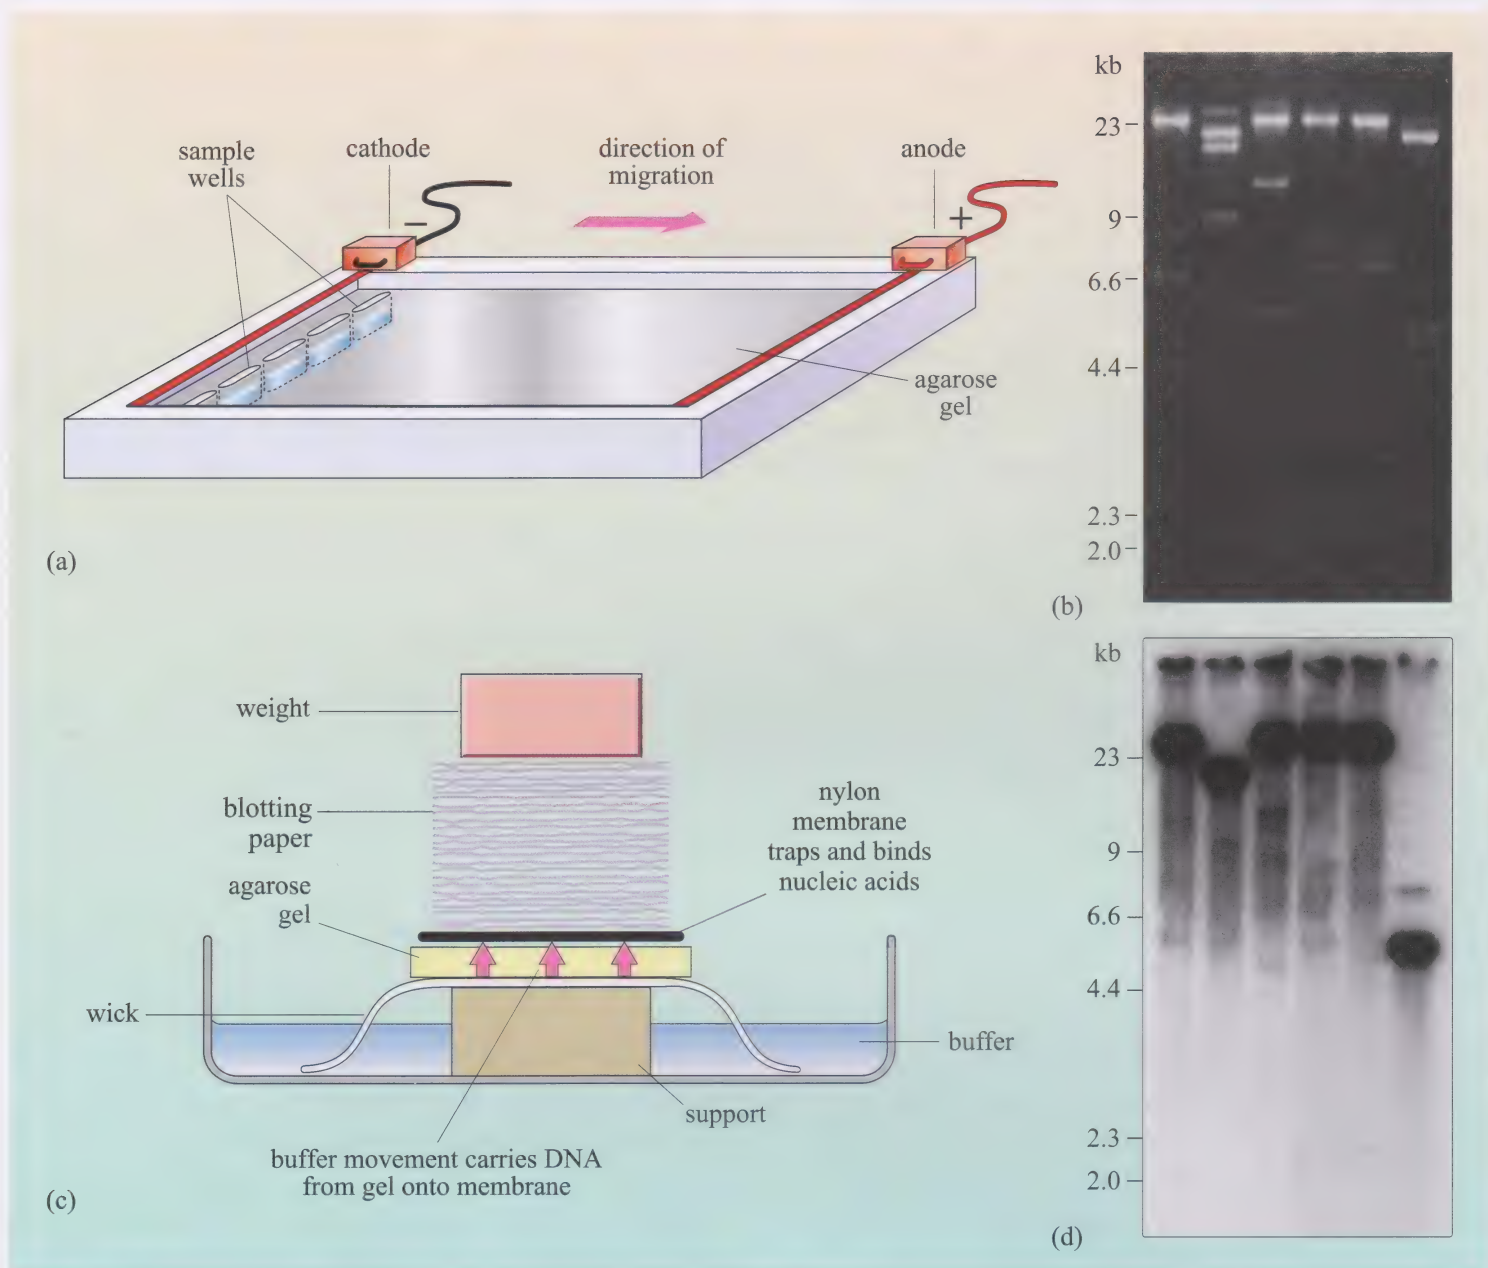 sample
wells
cathode
−
direction of
migration
anode
+
agarose
gel
(a)
kb
23
9
6.6
4.4
2.3
2.0
(b)
weight
blotting
paper
agarose
gel
wick
nylon
membrane
traps and binds
nucleic acids
buffer
support
buffer movement carries DNA
from gel onto membrane
(c)
kb
23
9
6.6
4.4
2.3
2.0
(d)